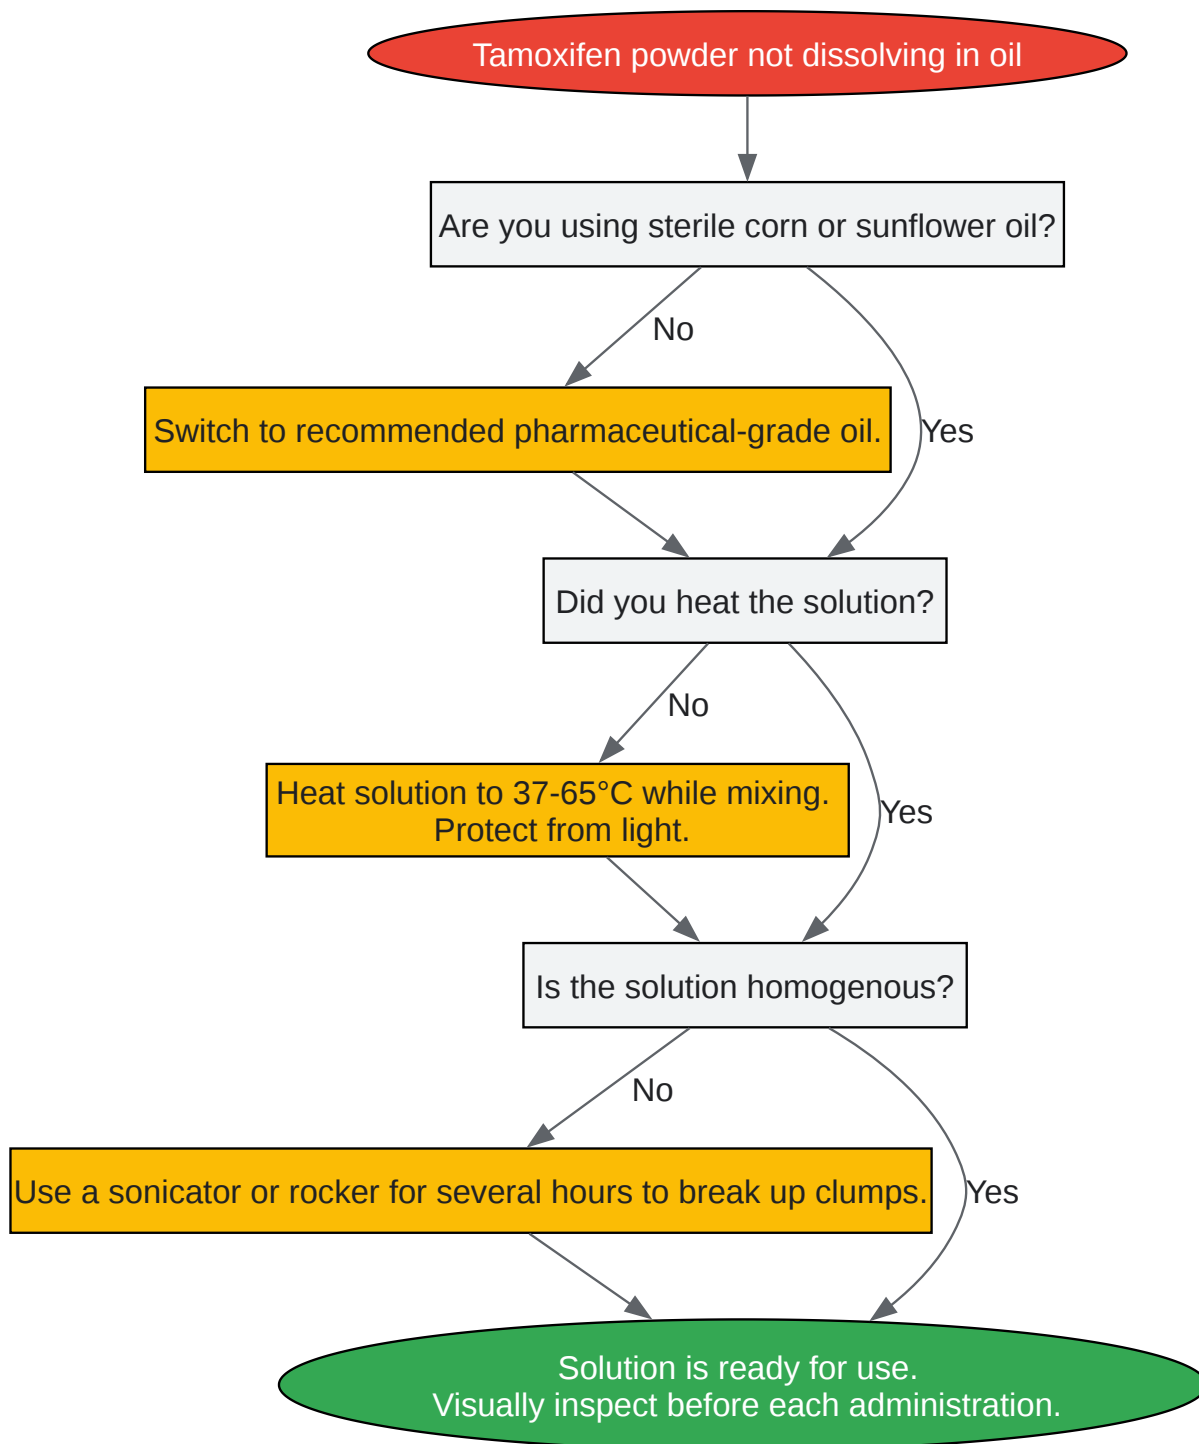 Tamoxifen powder not dissolving in oil
Are you using sterile corn or sunflower oil?
No
Switch to recommended pharmaceutical-grade oil.
Yes
Did you heat the solution?
No
Heat solution to 37-65°C while mixing.
Protect from light.
Yes
Is the solution homogenous?
No
Use a sonicator or rocker for several hours to break up clumps.
Yes
Solution is ready for use.
Visually inspect before each administration.